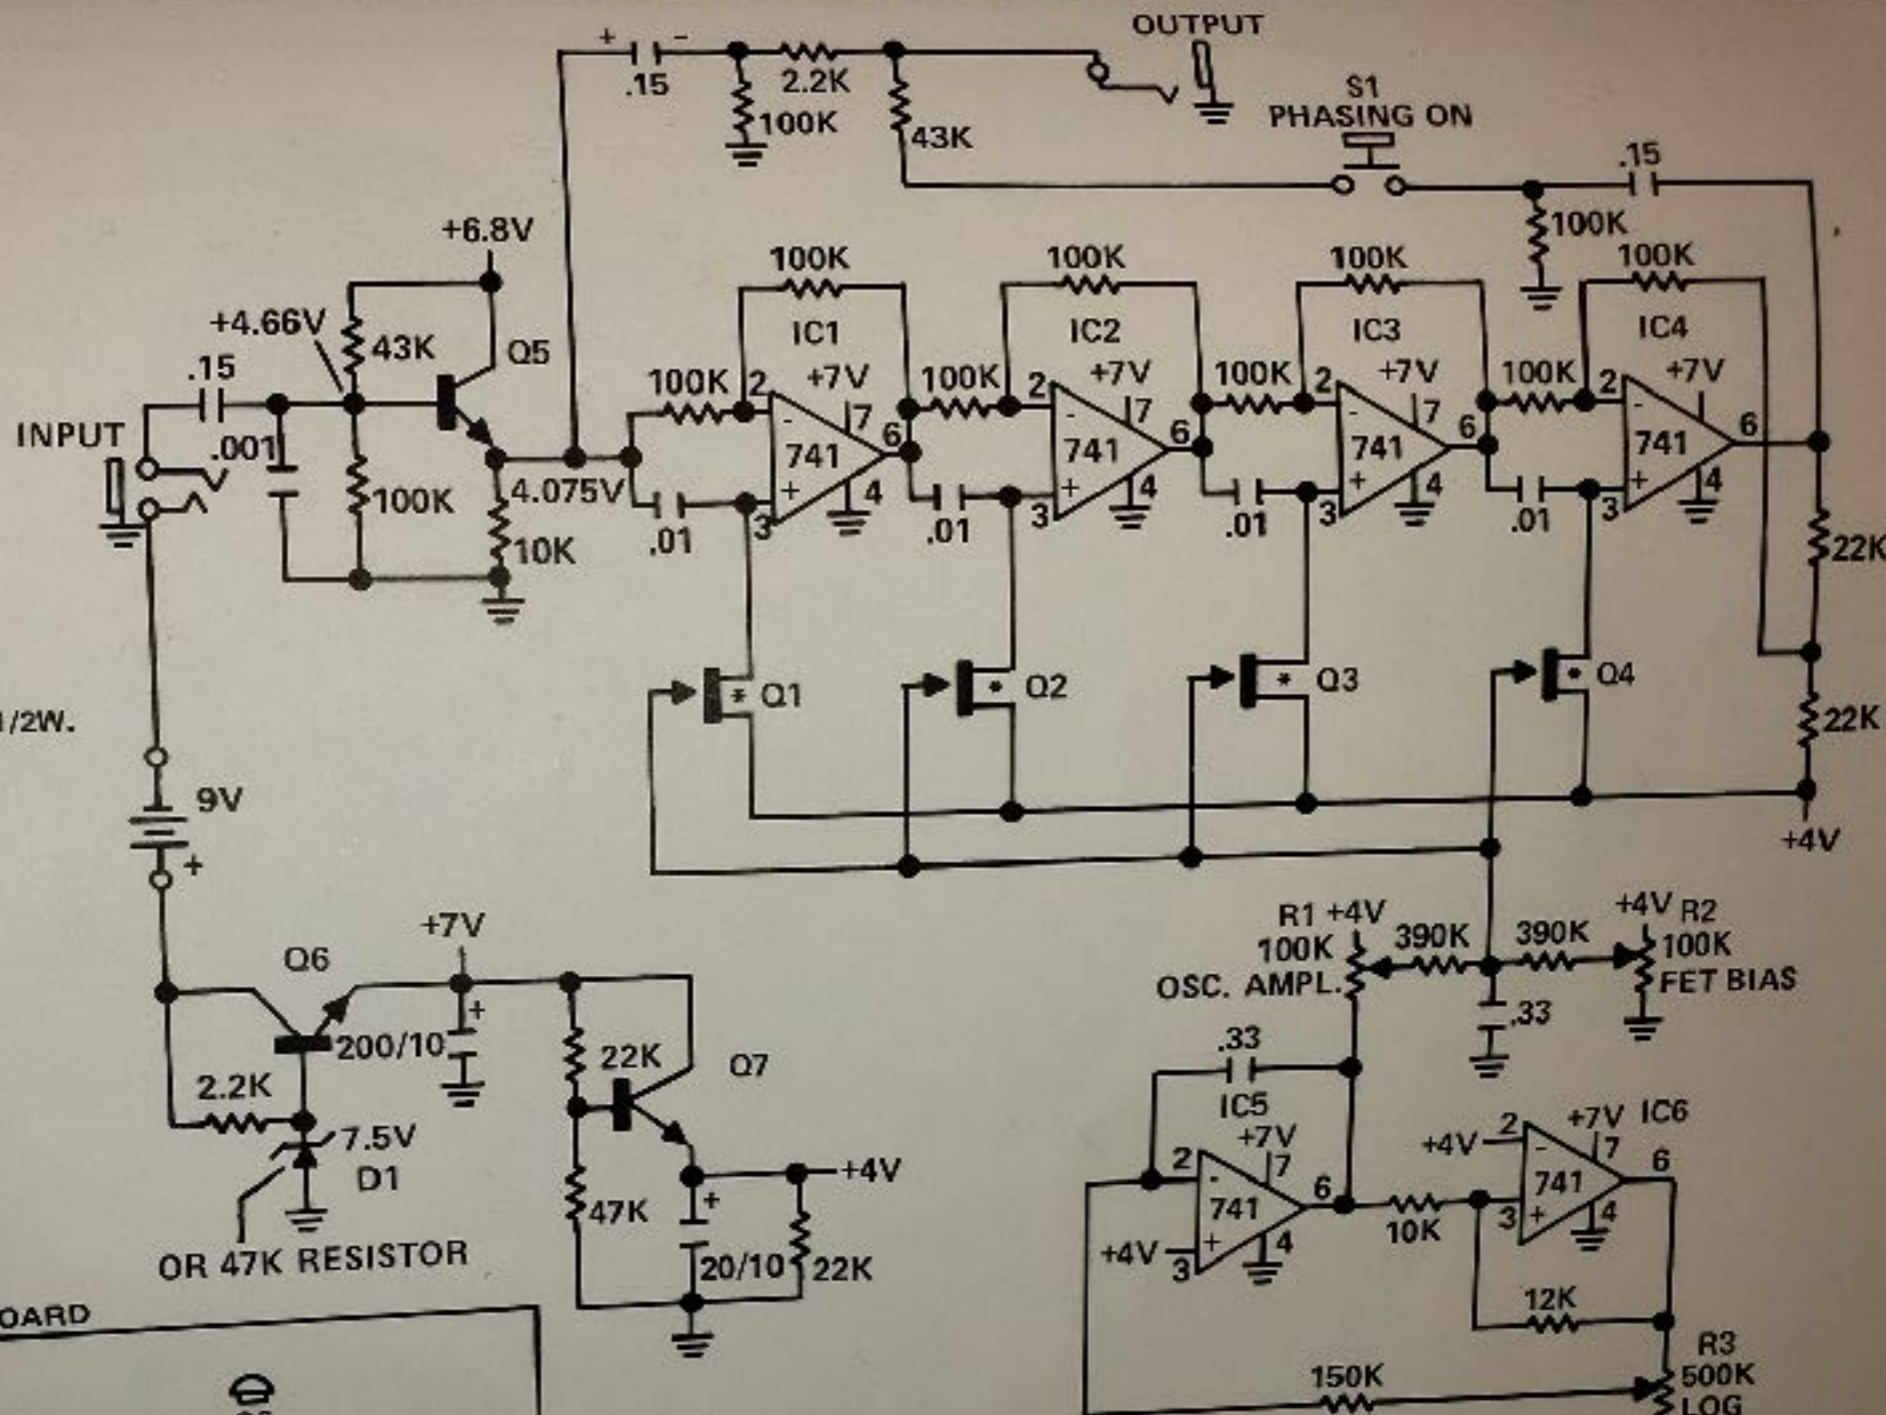 OUTPUT
+ -
.15
2.2K
100K
43K
S1
PHASING ON
.15
100K
+6.8V
+4.66V
43K
Q5
.15
INPUT
.001
100K
4.075V
10K
100K
IC1
100K
2
+7V
7
-
741
6
+
4
3
.01
100K
IC2
100K
2
+7V
7
-
741
6
+
4
3
.01
100K
IC3
100K
2
+7V
7
-
741
6
+
4
3
.01
100K
IC4
100K
2
+7V
-
741
6
+
4
3
.01
22K
* Q1
* Q2
* Q3
* Q4
22K
+4V
1/2W.
9V
+
+7V
Q6
200/10
+
2.2K
7.5V
D1
OR 47K RESISTOR
22K
Q7
47K
+
20/10
22K
+4V
R1 +4V
100K
OSC. AMPL.
390K
390K
+4V R2
100K
FET BIAS
.33
.33
IC5
+7V
2
7
-
741
6
+
4
+4V
3
10K
+7V IC6
+4V
2
7
-
741
6
3
+
4
12K
R3
500K
LOG
150K
OARD